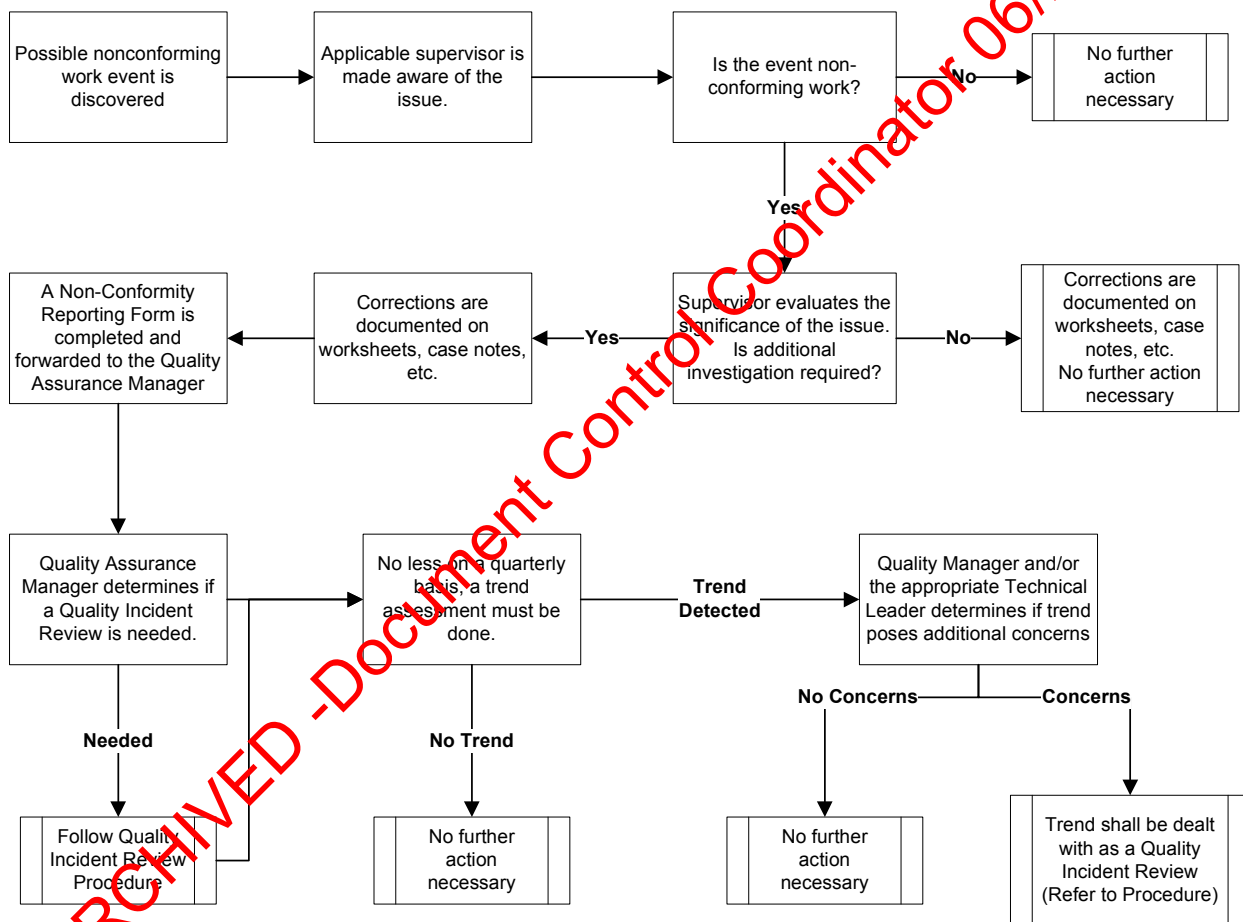 Possible nonconforming
work event is
discovered
Applicable supervisor is
made aware of the
issue.
Is the event non-
conforming work?
No
No further
action
necessary
Yes
A Non-Conformity
Reporting Form is
completed and
forwarded to the Quality
Assurance Manager
Corrections are
documented on
worksheets, case notes,
etc.
Yes
Supervisor evaluates the
significance of the issue.
Is additional
investigation required?
No
Corrections are
documented on
worksheets, case
notes, etc.
No further action
necessary
Quality Assurance
Manager determines if
a Quality Incident
Review is needed.
No less on a quarterly
basis, a trend
assessment must be
done.
Trend
Detected
Quality Manager and/or
the appropriate Technical
Leader determines if trend
poses additional concerns
Needed
No Trend
No Concerns
Concerns
Follow Quality
Incident Review
Procedure
No further
action
necessary
No further
action
necessary
Trend shall be dealt
with as a Quality
Incident Review
(Refer to Procedure)
RCHIVED -Document Control Coordinator 06/